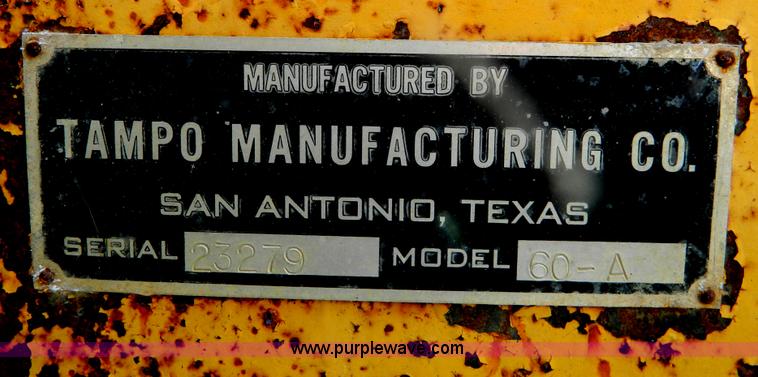 MANUFACTURED BY
TAMPO MANUFACTURING CO.
SAN ANTONIO, TEXAS
SERIAL 23279 MODEL 60-A
www.purplewave.com